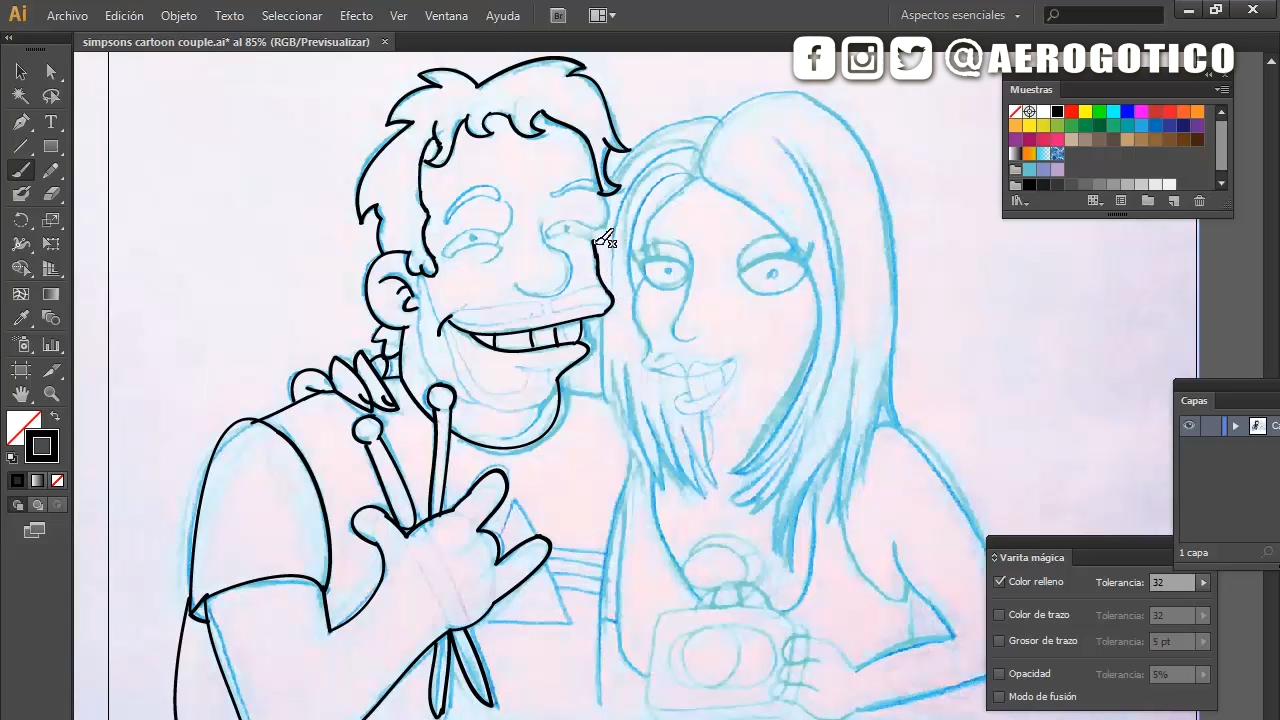 Ai Archivo Edición Objeto Texto Seleccionar Efecto Ver Ventana Ayuda Br Aspectos esenciales
simpsons cartoon couple.ai* al 85% (RGB/Previsualizar)
@AEROGOTICO
Muestras
Capas
1 capa
Varita mágica
Color relleno Tolerancia: 32
Color de trazo Tolerancia: 32
Grosor de trazo Tolerancia: 5 pt
Opacidad Tolerancia: 5%
Modo de fusión